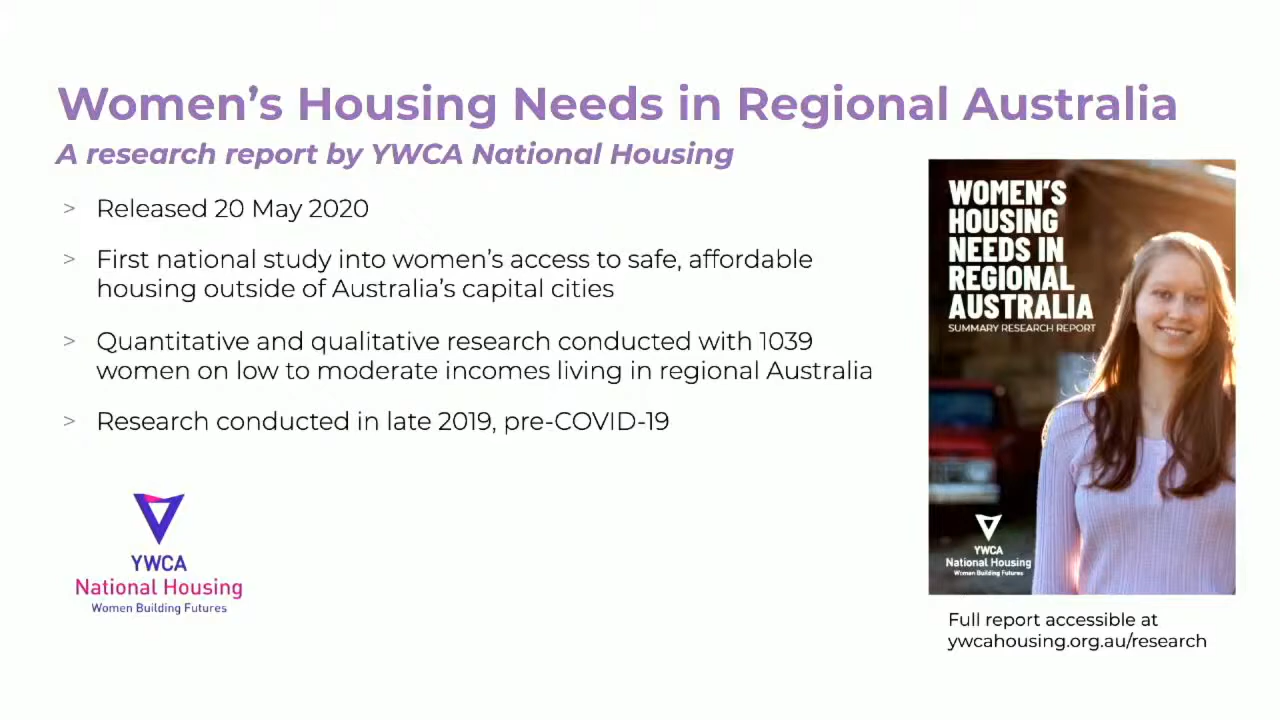 Women's Housing Needs in Regional Australia
A research report by YWCA National Housing
> Released 20 May 2020
> First national study into women's access to safe, affordable
housing outside of Australia's capital cities
> Quantitative and qualitative research conducted with 1039
women on low to moderate incomes living in regional Australia
> Research conducted in late 2019, pre-COVID-19
YWCA
National Housing
Women Building Futures
WOMEN'S
HOUSING
NEEDS IN
REGIONAL
AUSTRALIA
SUMMARY RESEARCH REPORT
YWCA
National Housing
Women Building Futures
Full report accessible at
ywcahousing.org.au/research